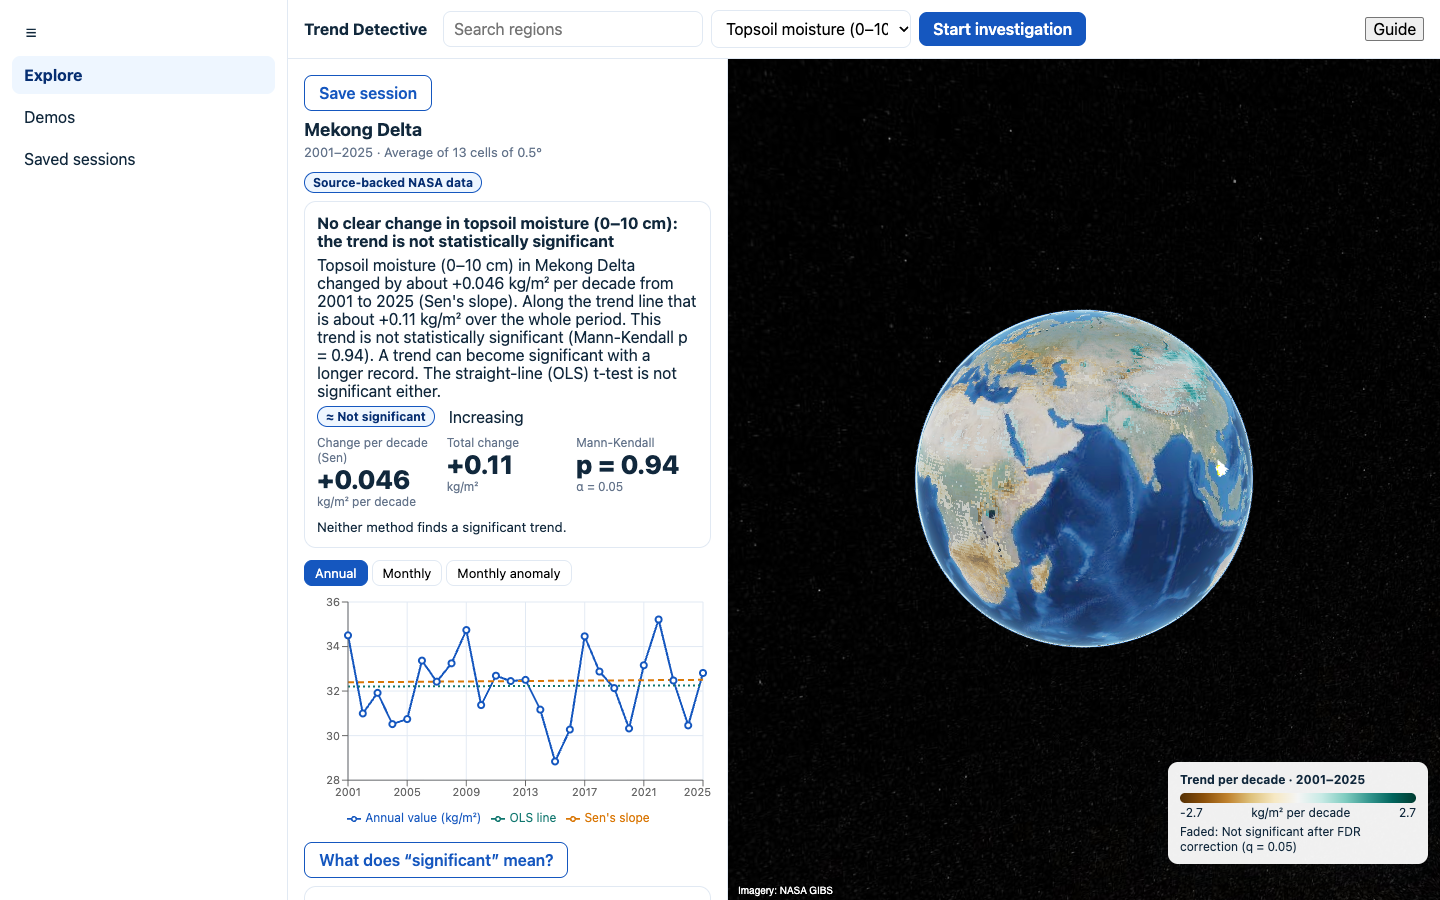 ≡
Explore
Demos
Saved sessions
Trend Detective
Search regions
Topsoil moisture (0–10
Start investigation
Guide
Save session
Mekong Delta
2001–2025 · Average of 13 cells of 0.5°
Source-backed NASA data
No clear change in topsoil moisture (0–10 cm):
the trend is not statistically significant
Topsoil moisture (0–10 cm) in Mekong Delta
changed by about +0.046 kg/m² per decade from
2001 to 2025 (Sen's slope). Along the trend line that
is about +0.11 kg/m² over the whole period. This
trend is not statistically significant (Mann-Kendall p
= 0.94). A trend can become significant with a
longer record. The straight-line (OLS) t-test is not
significant either.
≈ Not significant Increasing
Change per decade
(Sen)
+0.046
kg/m² per decade
Total change
+0.11
kg/m²
Mann-Kendall
p = 0.94
α = 0.05
Neither method finds a significant trend.
Annual Monthly Monthly anomaly
36
34
32
30
28
2001 2005 2009 2013 2017 2021 2025
Annual value (kg/m²) OLS line Sen's slope
What does “significant” mean?
Trend per decade · 2001–2025
-2.7 kg/m² per decade 2.7
Faded: Not significant after FDR
correction (q = 0.05)
Imagery: NASA GIBS